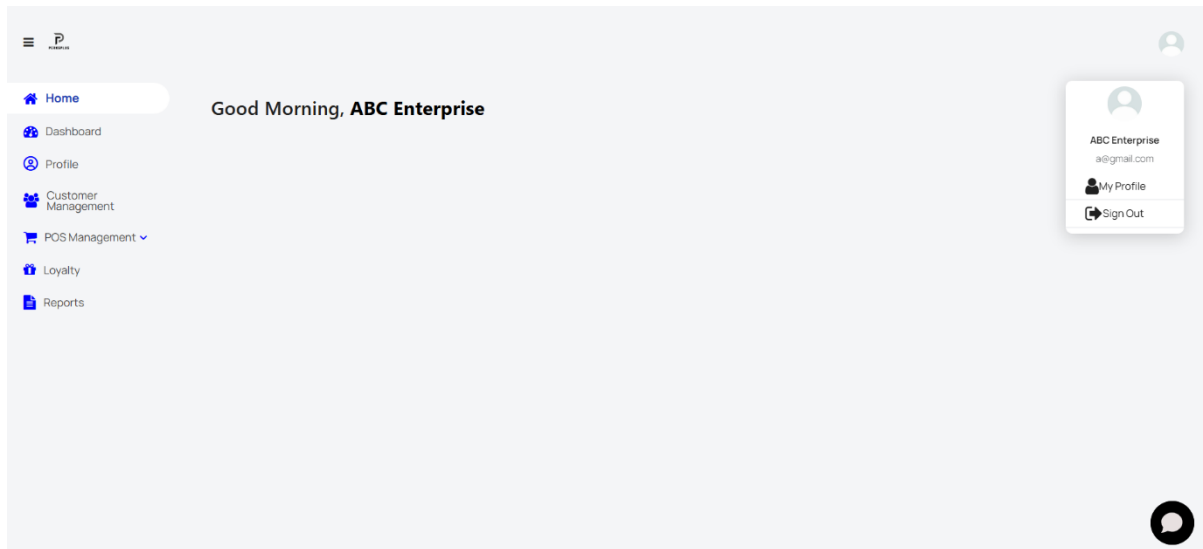 Home
Good Morning, ABC Enterprise
Dashboard
Profile
Customer
Management
POS Management
Loyalty
Reports
ABC Enterprise
a@gmail.com
My Profile
Sign Out